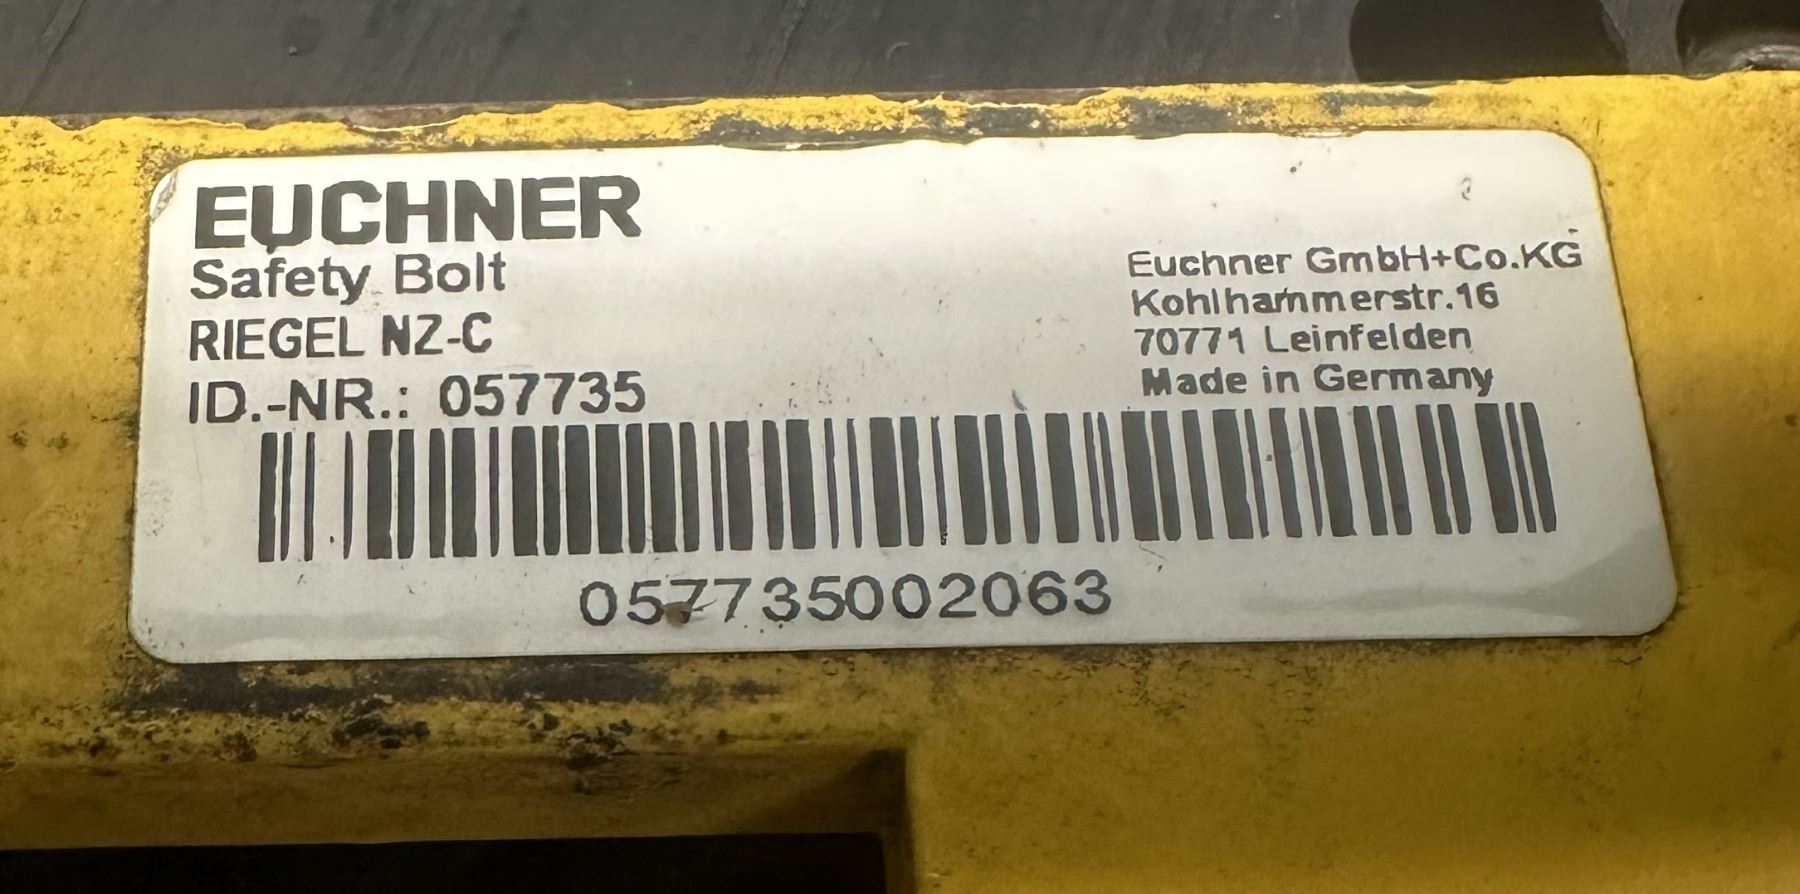 EUCHNER
Safety Bolt
RIEGEL NZ-C
ID.-NR.: 057735
Euchner GmbH+Co.KG
Kohlhammerstr.16
70771 Leinfelden
Made in Germany
057735002063